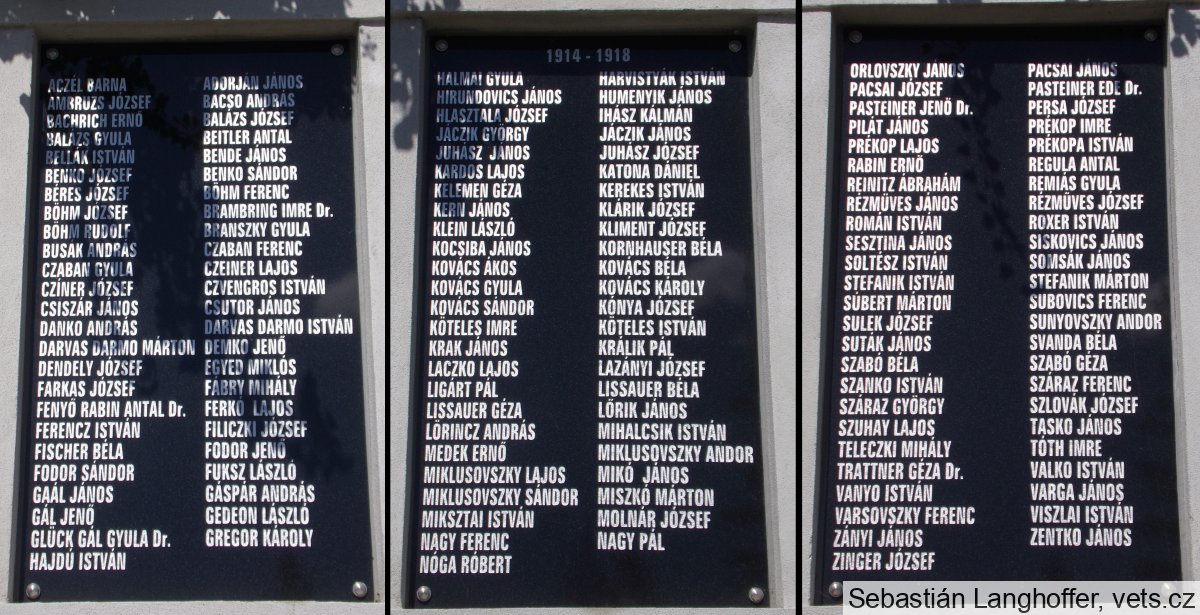 ACZÉL BARNA
AMBRUZS JÓZSEF
BACHRICH ERNŐ
BALÁZS GYULA
BELLÁK ISTVÁN
BENKO JÓZSEF
BÉRES JÓZSEF
BÖHM JÓZSEF
BÖHM RUDOLF
BUSAK ANDRÁS
CZABAN GYULA
CZÍNER JÓZSEF
CSISZÁR JÁNOS
DANKO ANDRÁS
DARVAS DARMO MÁRTON
DENDELY JÓZSEF
FARKAS JÓZSEF
FENYŐ RABIN ANTAL Dr.
FERENCZ ISTVÁN
FISCHER BÉLA
FODOR SÁNDOR
GAÁL JÁNOS
GÁL JENŐ
GLÜCK GÁL GYULA Dr.
HAJDÚ ISTVÁN
ADORJÁN JÁNOS
BACSO ANDRÁS
BALÁZS JÓZSEF
BEITLER ANTAL
BENDE JÁNOS
BENKO SÁNDOR
BÖHM FERENC
BRAMBRING IMRE Dr.
BRANSZKY GYULA
CZABAN FERENC
CZEINER LAJOS
CZVENGROS ISTVÁN
CSUTOR JÁNOS
DARVAS DARMO ISTVÁN
DEMKO JENŐ
EGYED MIKLÓS
FÁBRY MIHÁLY
FERKO LAJOS
FILICZKI JÓZSEF
FODOR JENŐ
FUKSZ LÁSZLÓ
GÁSPÁR ANDRÁS
GEDEON LÁSZLÓ
GREGOR KÁROLY
1914 - 1918
HALMAI GYULA
HIRUNDOVICS JÁNOS
HLASZTALA JÓZSEF
JÁCZIK GYÖRGY
JUHÁSZ JÁNOS
KARDOS LAJOS
KELEMEN GÉZA
KERN JÁNOS
KLEIN LÁSZLÓ
KOCSIBA JÁNOS
KOVÁCS ÁKOS
KOVÁCS GYULA
KOVÁCS SÁNDOR
KÖTELES IMRE
KRAK JÁNOS
LACZKO LAJOS
LIGÁRT PÁL
LISSAUER GÉZA
LŐRINCZ ANDRÁS
MEDEK ERNŐ
MIKLUSOVSZKY LAJOS
MIKLUSOVSZKY SÁNDOR
MIKSZTAI ISTVÁN
NAGY FERENC
NÓGA RÓBERT
HARVISTYÁK ISTVÁN
HUMENYIK JÁNOS
IHÁSZ KÁLMÁN
JÁCZIK JÁNOS
JUHÁSZ JÓZSEF
KATONA DÁNIEL
KEREKES ISTVÁN
KLÁRIK JÓZSEF
KLIMENT JÓZSEF
KORNHAUSER BÉLA
KOVÁCS BÉLA
KOVÁCS KÁROLY
KÓNYA JÓZSEF
KÖTELES ISTVÁN
KRÁLIK PÁL
LAZÁNYI JÓZSEF
LISSAUER BÉLA
LŐRIK JÁNOS
MIHALCSIK ISTVÁN
MIKLUSOVSZKY ANDOR
MIKÓ JÁNOS
MISZKÓ MÁRTON
MOLNÁR JÓZSEF
NAGY PÁL
ORLOVSZKY JÁNOS
PACSAI JÓZSEF
PASTEINER JENŐ Dr.
PILÁT JÁNOS
PRÉKOP LAJOS
RABIN ERNŐ
REINITZ ÁBRAHÁM
RÉZMŰVES JÁNOS
ROMÁN ISTVÁN
SESZTINA JÁNOS
SOLTÉSZ ISTVÁN
STEFANIK ISTVÁN
SÜBERT MÁRTON
SULEK JÓZSEF
SUTÁK JÁNOS
SZABÓ BÉLA
SZANKO ISTVÁN
SZÁRAZ GYÖRGY
SZUHAY LAJOS
TELECZKI MIHÁLY
TRATTNER GÉZA Dr.
VANYO ISTVÁN
VARSOVSZKY FERENC
ZÁNYI JÁNOS
ZINGER JÓZSEF
PACSAI JÁNOS
PASTEINER EDE Dr.
PERSA JÓZSEF
PRÉKOP IMRE
PRÉKOPA ISTVÁN
REGULA ANTAL
REMIÁS GYULA
RÉZMŰVES JÓZSEF
ROXER ISTVÁN
SISKOVICS JÁNOS
SOMSÁK JÁNOS
STEFANIK MÁRTON
SUBOVICS FERENC
SUNYOVSZKY ANDOR
SVANDA BÉLA
SZABÓ GÉZA
SZÁRAZ FERENC
SZLOVÁK JÓZSEF
TASKO JÁNOS
TÓTH IMRE
VALKO ISTVÁN
VARGA JÁNOS
VISZLAI ISTVÁN
ZENTKO JÁNOS
Sebastián Langhoffer, vets.cz